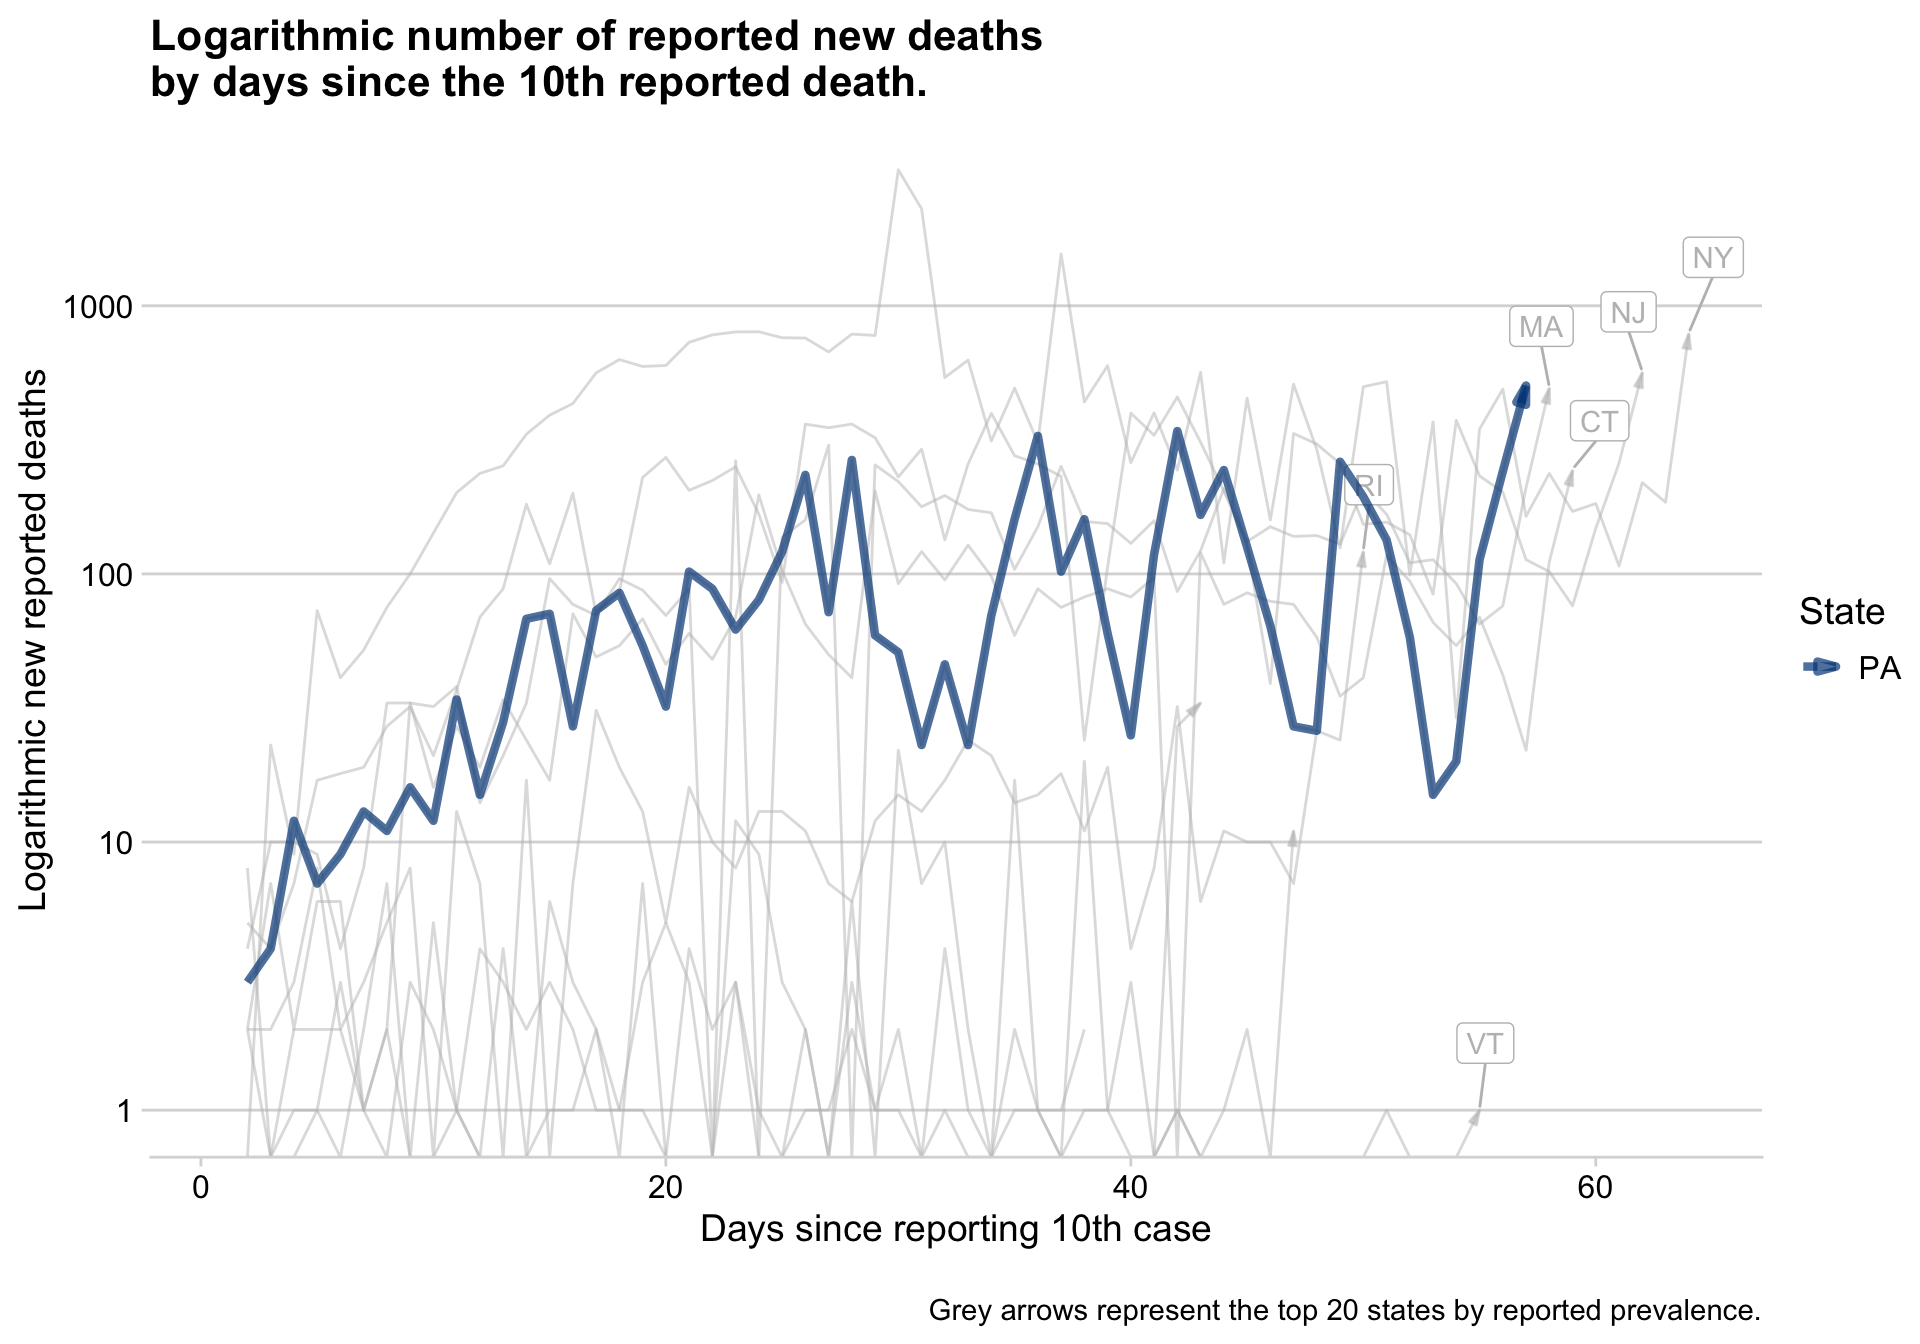 Logarithmic number of reported new deaths
by days since the 10th reported death.
Logarithmic new reported deaths
1000
100
10
1
NY
NJ
MA
CT
RI
VT
State
PA
0
20
40
60
Days since reporting 10th case
Grey arrows represent the top 20 states by reported prevalence.